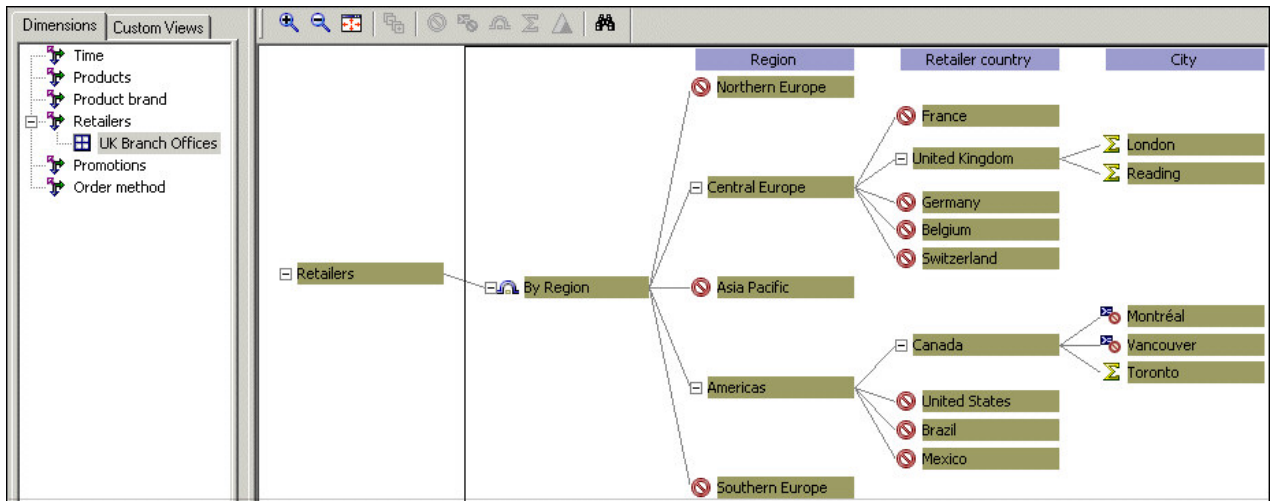 Dimensions
Custom Views
Time
Products
Product brand
Retailers
UK Branch Offices
Promotions
Order method
Region
Retailer country
City
Northern Europe
France
London
United Kingdom
Reading
Central Europe
Germany
Belgium
Switzerland
Retailers
By Region
Asia Pacific
Montréal
Canada
Vancouver
Toronto
Americas
United States
Brazil
Mexico
Southern Europe